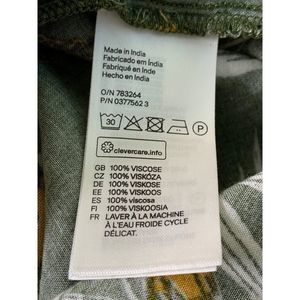 Made in India
Fabricado em Índia
Fabriqué en Inde
Hecho en India
O/N 783264
P/N 0377562 3
30
P
clevercare.info
GB 100% VISCOSE
CZ 100% VISKÓZA
DE 100% VISKOSE
EE 100% VISKOOS
ES 100% viscosa
FI 100% VISKOOSIA
FR LAVER À LA MACHINE
À L'EAU FROIDE CYCLE
DÉLICAT.